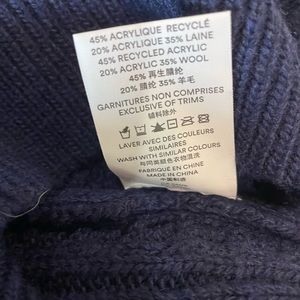 45% ACRYLIQUE RECYCLÉ
20% ACRYLIQUE 35% LAINE
45% RECYCLED ACRYLIC
20% ACRYLIC 35% WOOL
45% 再生腈纶
20% 腈纶 35% 羊毛
GARNITURES NON COMPRISES
EXCLUSIVE OF TRIMS
辅料除外
LAVER AVEC DES COULEURS
SIMILAIRES
WASH WITH SIMILAR COLOURS
与同类颜色衣物混洗
FABRIQUÉ EN CHINE
MADE IN CHINA
中国制造